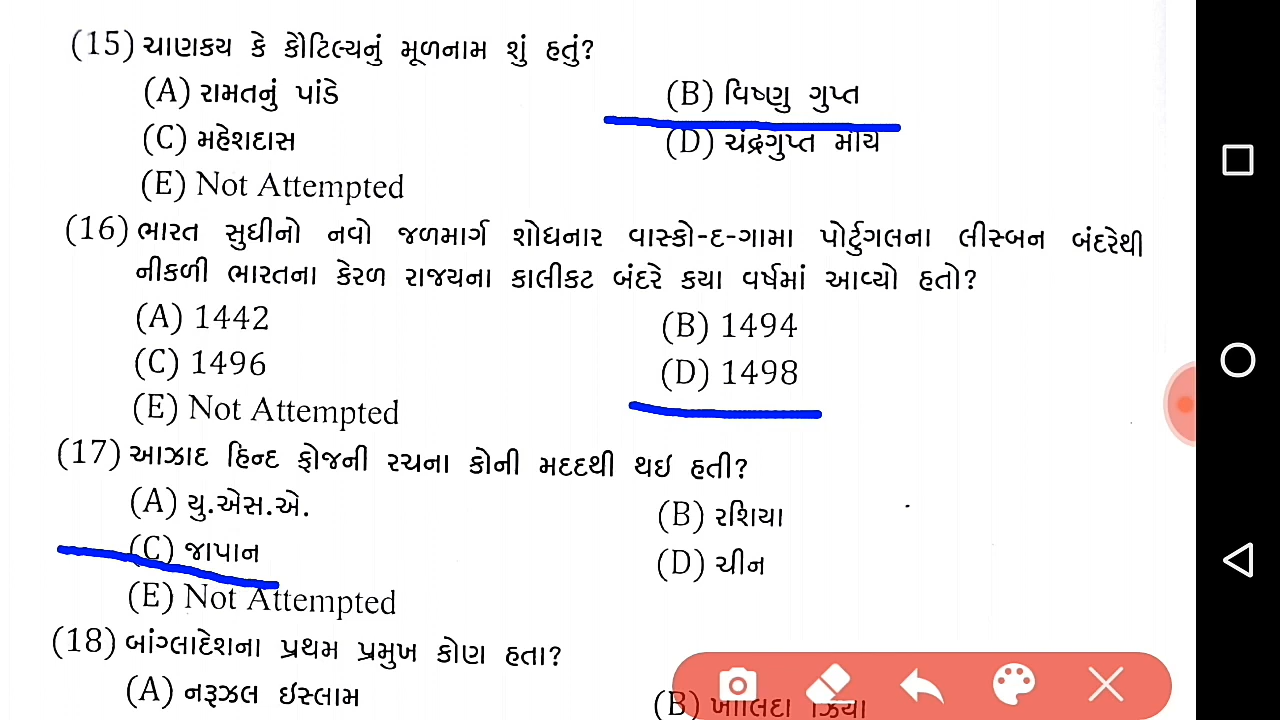 (15) ચાણકય કે કૌટિલ્યનું મૂળનામ શું હતું?
(A) રામતનું પાંડે (B) વિષ્ણુ ગુપ્ત
(C) મહેશદાસ (D) ચંદ્રગુપ્ત મૌર્ય
(E) Not Attempted
(16) ભારત સુધીનો નવો જળમાર્ગ શોધનાર વાસ્કો-દ-ગામા પોર્ટુગલના લીસ્બન બંદરેથી
નીકળી ભારતના કેરળ રાજયના કાલીકટ બંદરે કયા વર્ષમાં આવ્યો હતો?
(A) 1442 (B) 1494
(C) 1496 (D) 1498
(E) Not Attempted
(17) આઝાદ હિન્દ ફોજની રચના કોની મદદથી થઇ હતી?
(A) યુ.એસ.એ. (B) રશિયા
(C) જાપાન (D) ચીન
(E) Not Attempted
(18) બાંગ્લાદેશના પ્રથમ પ્રમુખ કોણ હતા?
(A) નરૂઝલ ઇસ્લામ (B) ખાલિદા ઝિયા